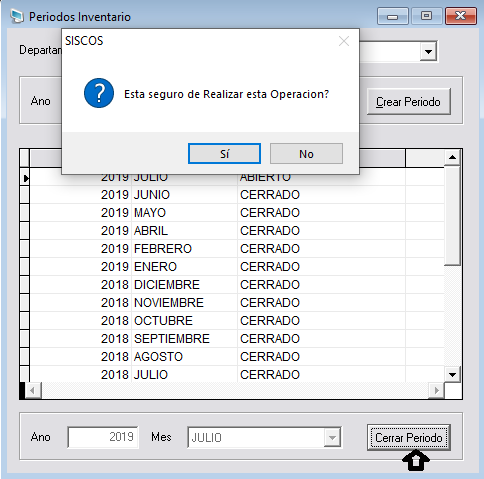 Periodos Inventario
SISCOS
Esta seguro de Realizar esta Operacion?
Sí No
Ano Crear Periodo
2019 JULIO ABIERTO
2019 JUNIO CERRADO
2019 MAYO CERRADO
2019 ABRIL CERRADO
2019 FEBRERO CERRADO
2019 ENERO CERRADO
2018 DICIEMBRE CERRADO
2018 NOVIEMBRE CERRADO
2018 OCTUBRE CERRADO
2018 SEPTIEMBRE CERRADO
2018 AGOSTO CERRADO
2018 JULIO CERRADO
Ano 2019 Mes JULIO Cerrar Periodo